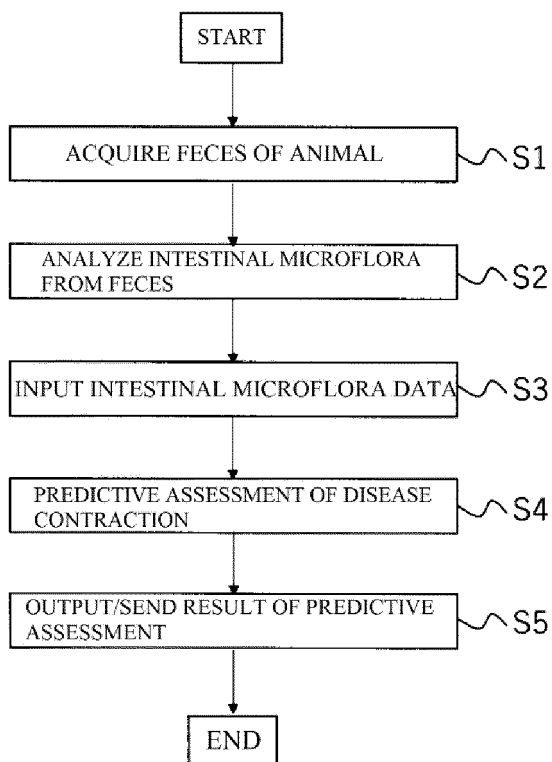 START
ACQUIRE FECES OF ANIMAL
S1
ANALYZE INTESTINAL MICROFLORA
FROM FECES
S2
INPUT INTESTINAL MICROFLORA DATA
S3
PREDICTIVE ASSESSMENT OF DISEASE
CONTRACTION
S4
OUTPUT/SEND RESULT OF PREDICTIVE
ASSESSMENT
S5
END